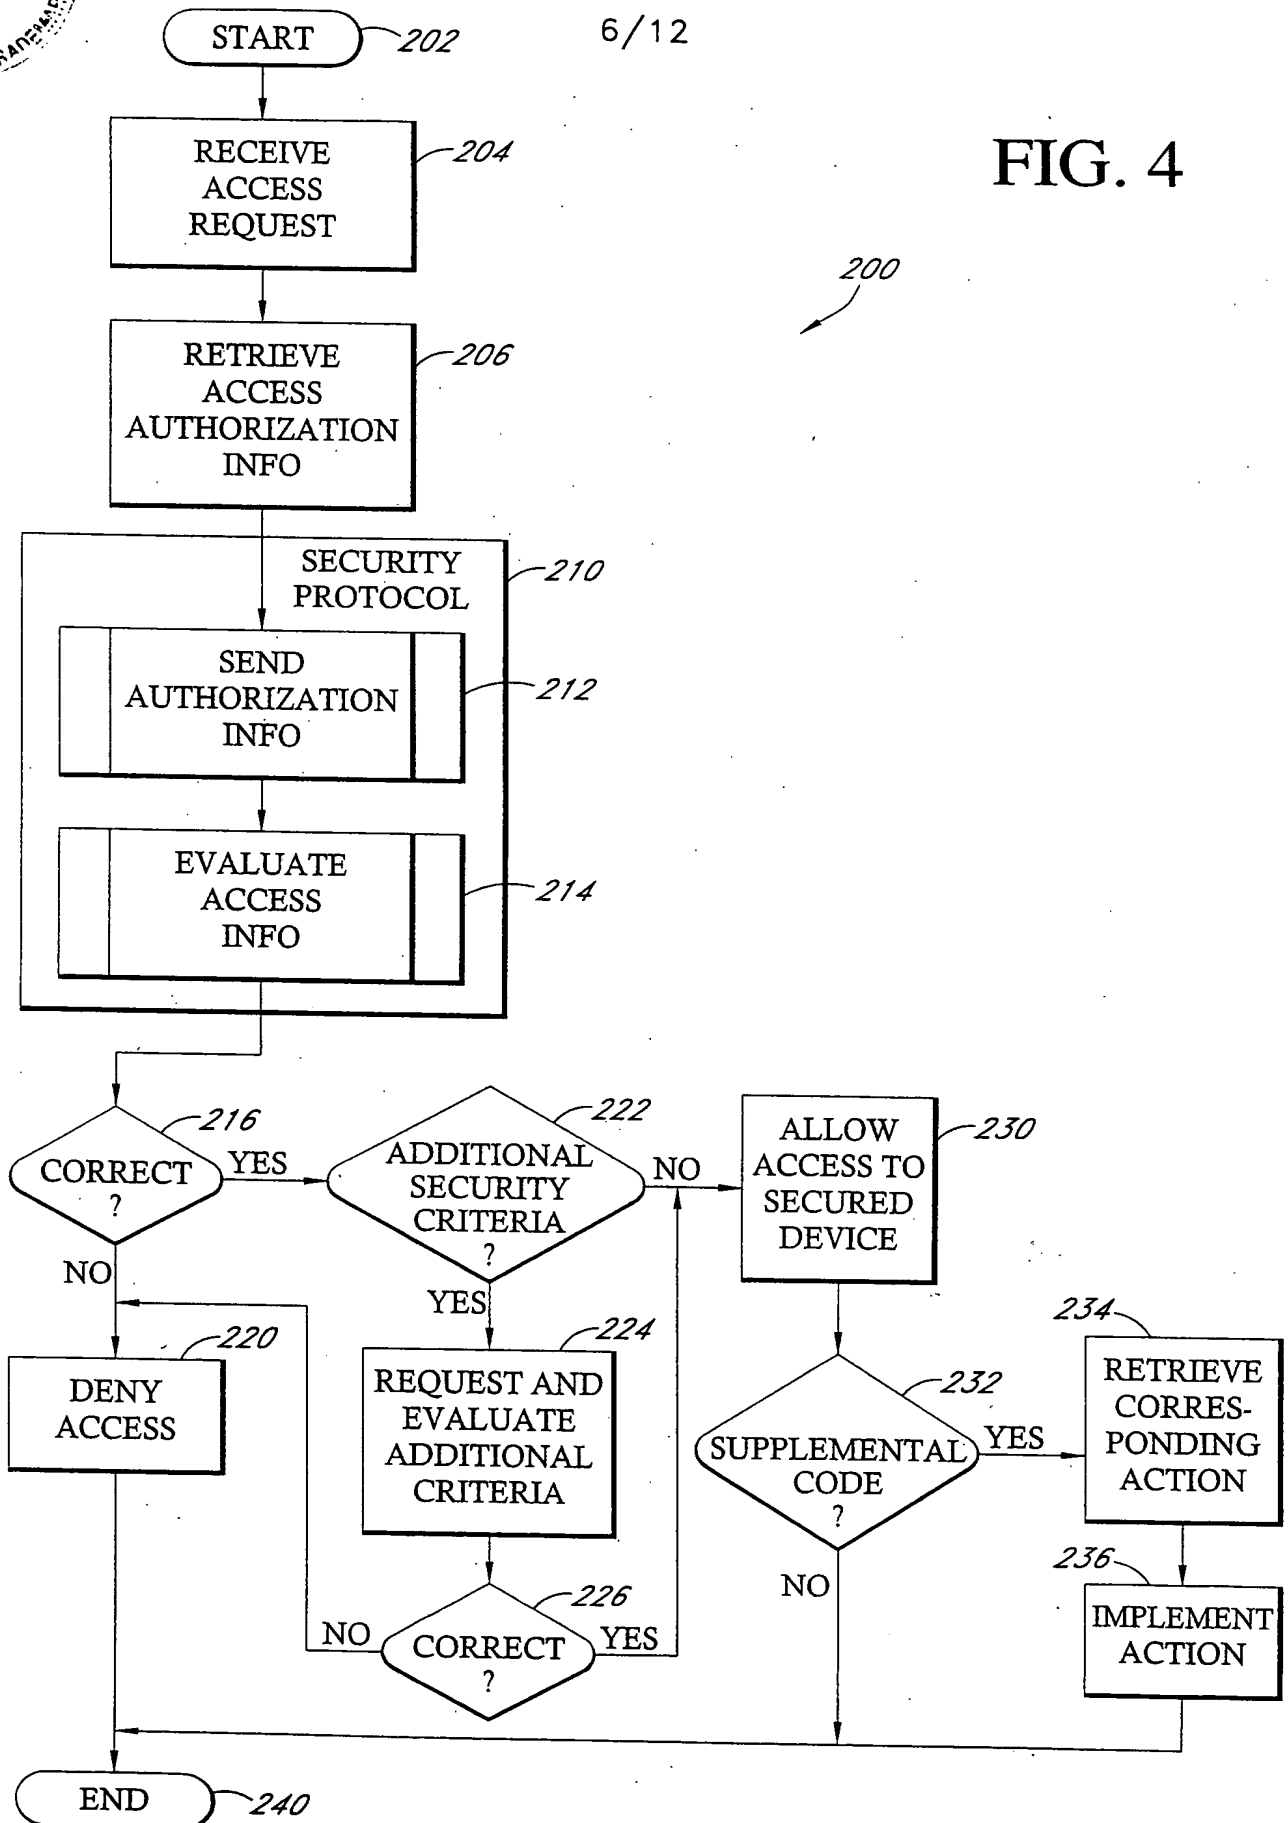 START
202
6/12
FIG. 4
200
RECEIVE
ACCESS
REQUEST
204
RETRIEVE
ACCESS
AUTHORIZATION
INFO
206
SECURITY
PROTOCOL
210
SEND
AUTHORIZATION
INFO
212
EVALUATE
ACCESS
INFO
214
CORRECT
?
216
YES
NO
ADDITIONAL
SECURITY
CRITERIA
?
222
NO
YES
ALLOW
ACCESS TO
SECURED
DEVICE
230
DENY
ACCESS
220
REQUEST AND
EVALUATE
ADDITIONAL
CRITERIA
224
SUPPLEMENTAL
CODE
?
232
YES
NO
RETRIEVE
CORRES-
PONDING
ACTION
234
CORRECT
?
226
NO
YES
IMPLEMENT
ACTION
236
END
240